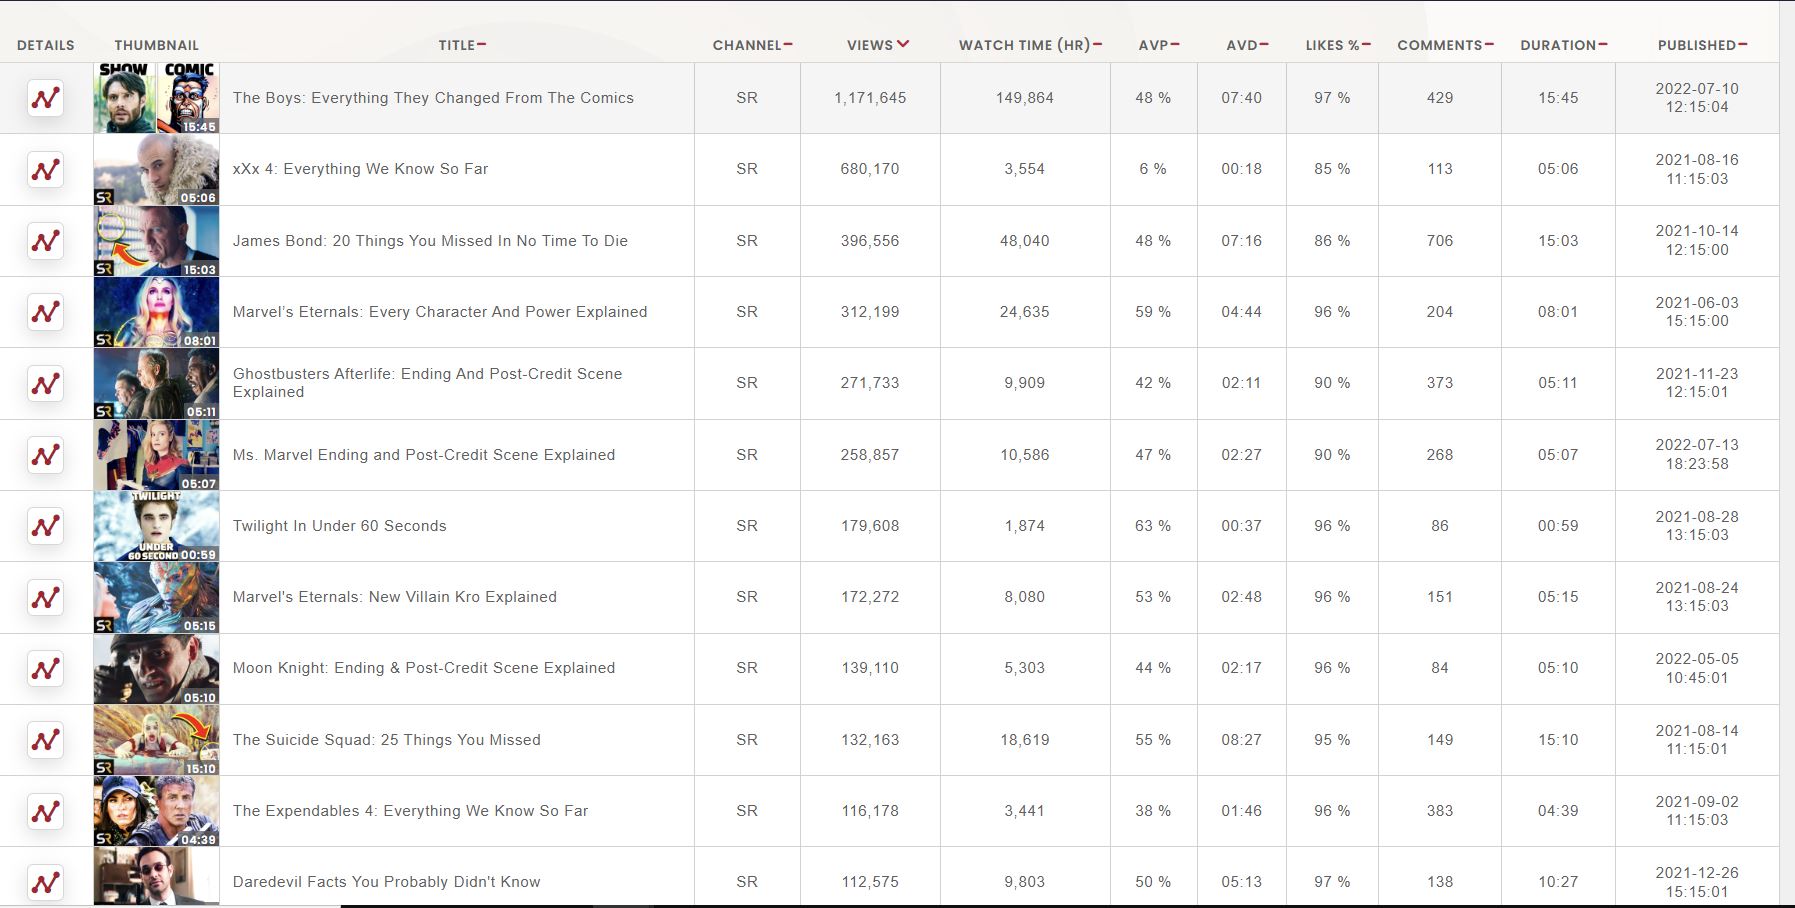 DETAILS THUMBNAIL TITLE CHANNEL VIEWS WATCH TIME (HR) AVP AVD LIKES % COMMENTS DURATION PUBLISHED
SHOW COMIC
15:45
The Boys: Everything They Changed From The Comics SR 1,171,645 149,864 48 % 07:40 97 % 429 15:45 2022-07-10
12:15:04
SR 05:06
xXx 4: Everything We Know So Far SR 680,170 3,554 6 % 00:18 85 % 113 05:06 2021-08-16
11:15:03
SR 15:03
James Bond: 20 Things You Missed In No Time To Die SR 396,556 48,040 48 % 07:16 86 % 706 15:03 2021-10-14
12:15:00
SR 08:01
Marvel's Eternals: Every Character And Power Explained SR 312,199 24,635 59 % 04:44 96 % 204 08:01 2021-06-03
15:15:00
SR 05:11
Ghostbusters Afterlife: Ending And Post-Credit Scene
Explained SR 271,733 9,909 42 % 02:11 90 % 373 05:11 2021-11-23
12:15:01
05:07
Ms. Marvel Ending and Post-Credit Scene Explained SR 258,857 10,586 47 % 02:27 90 % 268 05:07 2022-07-13
18:23:58
TWILIGHT
UNDER
60 SECOND 00:59
Twilight In Under 60 Seconds SR 179,608 1,874 63 % 00:37 96 % 86 00:59 2021-08-28
13:15:03
SR 05:15
Marvel's Eternals: New Villain Kro Explained SR 172,272 8,080 53 % 02:48 96 % 151 05:15 2021-08-24
13:15:03
05:10
Moon Knight: Ending & Post-Credit Scene Explained SR 139,110 5,303 44 % 02:17 96 % 84 05:10 2022-05-05
10:45:01
SR 15:10
The Suicide Squad: 25 Things You Missed SR 132,163 18,619 55 % 08:27 95 % 149 15:10 2021-08-14
11:15:01
SR 04:39
The Expendables 4: Everything We Know So Far SR 116,178 3,441 38 % 01:46 96 % 383 04:39 2021-09-02
11:15:03
Daredevil Facts You Probably Didn't Know SR 112,575 9,803 50 % 05:13 97 % 138 10:27 2021-12-26
15:15:01